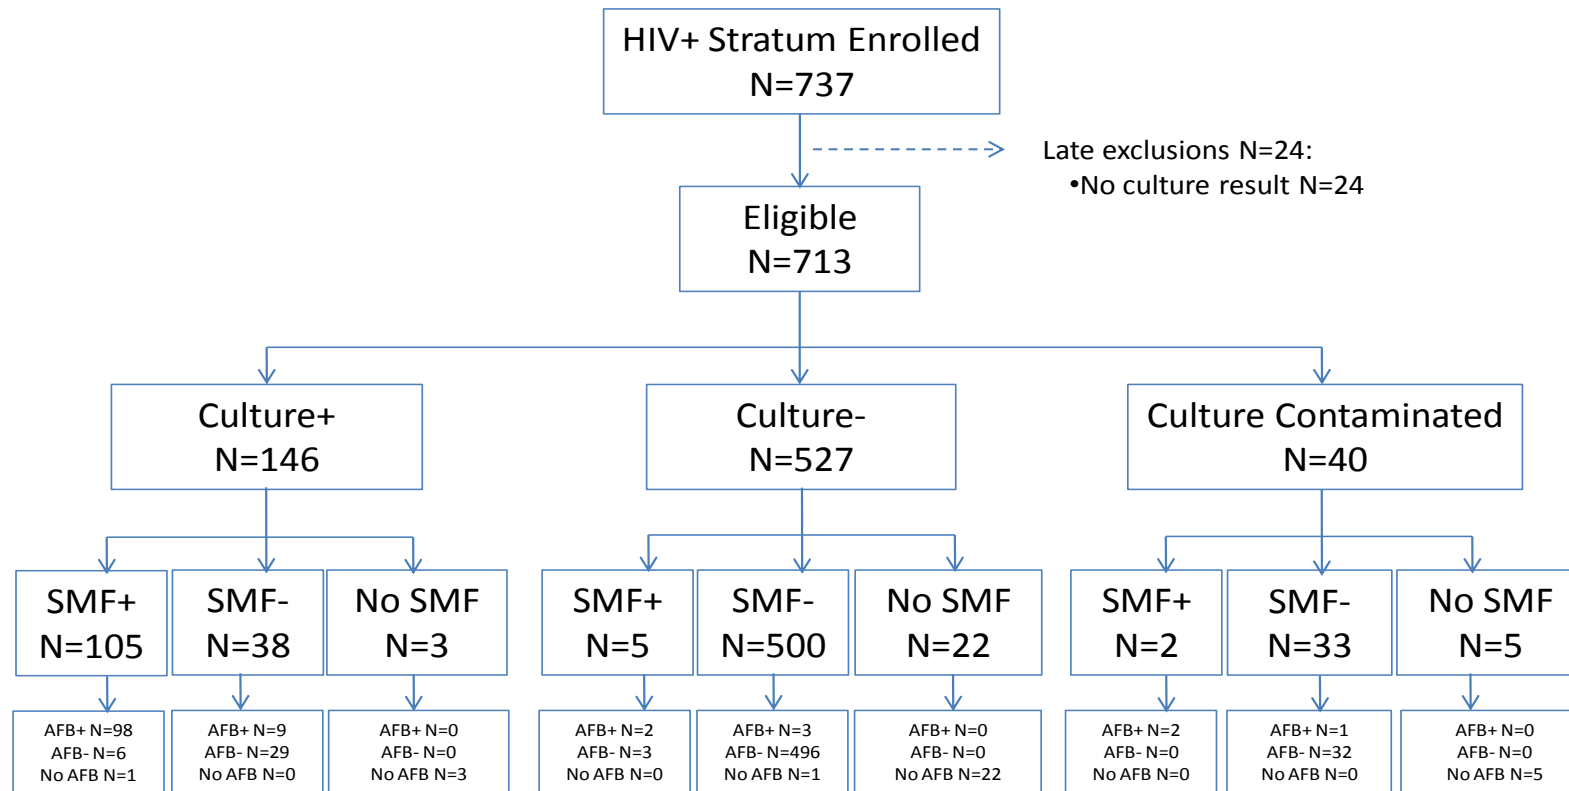 HIV+ Stratum Enrolled
N=737
Late exclusions N=24:
•No culture result N=24
Eligible
N=713
Culture+
N=146
Culture-
N=527
Culture Contaminated
N=40
SMF+
N=105
SMF-
N=38
No SMF
N=3
SMF+
N=5
SMF-
N=500
No SMF
N=22
SMF+
N=2
SMF-
N=33
No SMF
N=5
AFB+ N=98
AFB- N=6
No AFB N=1
AFB+ N=9
AFB- N=29
No AFB N=0
AFB+ N=0
AFB- N=0
No AFB N=3
AFB+ N=2
AFB- N=3
No AFB N=0
AFB+ N=3
AFB- N=496
No AFB N=1
AFB+ N=0
AFB- N=0
No AFB N=22
AFB+ N=2
AFB- N=0
No AFB N=0
AFB+ N=1
AFB- N=32
No AFB N=0
AFB+ N=0
AFB- N=0
No AFB N=5